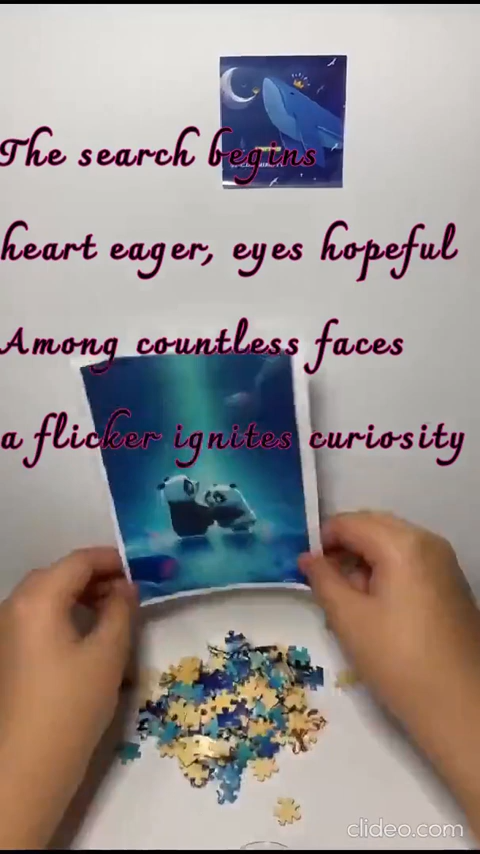 The search begins
heart eager, eyes hopeful
Among countless faces
a flicker ignites curiosity
clideo.com